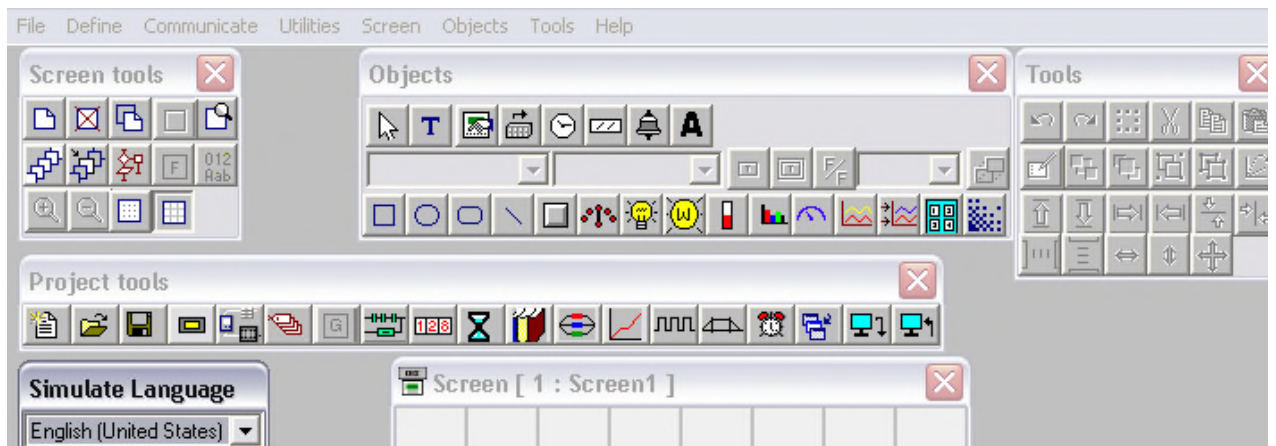 File Define Communicate Utilities Screen Objects Tools Help
Screen tools
Objects
Tools
T
A
F
012
Aab
F/F
W
Project tools
G
128
Simulate Language
English (United States)
Screen [ 1 : Screen1 ]